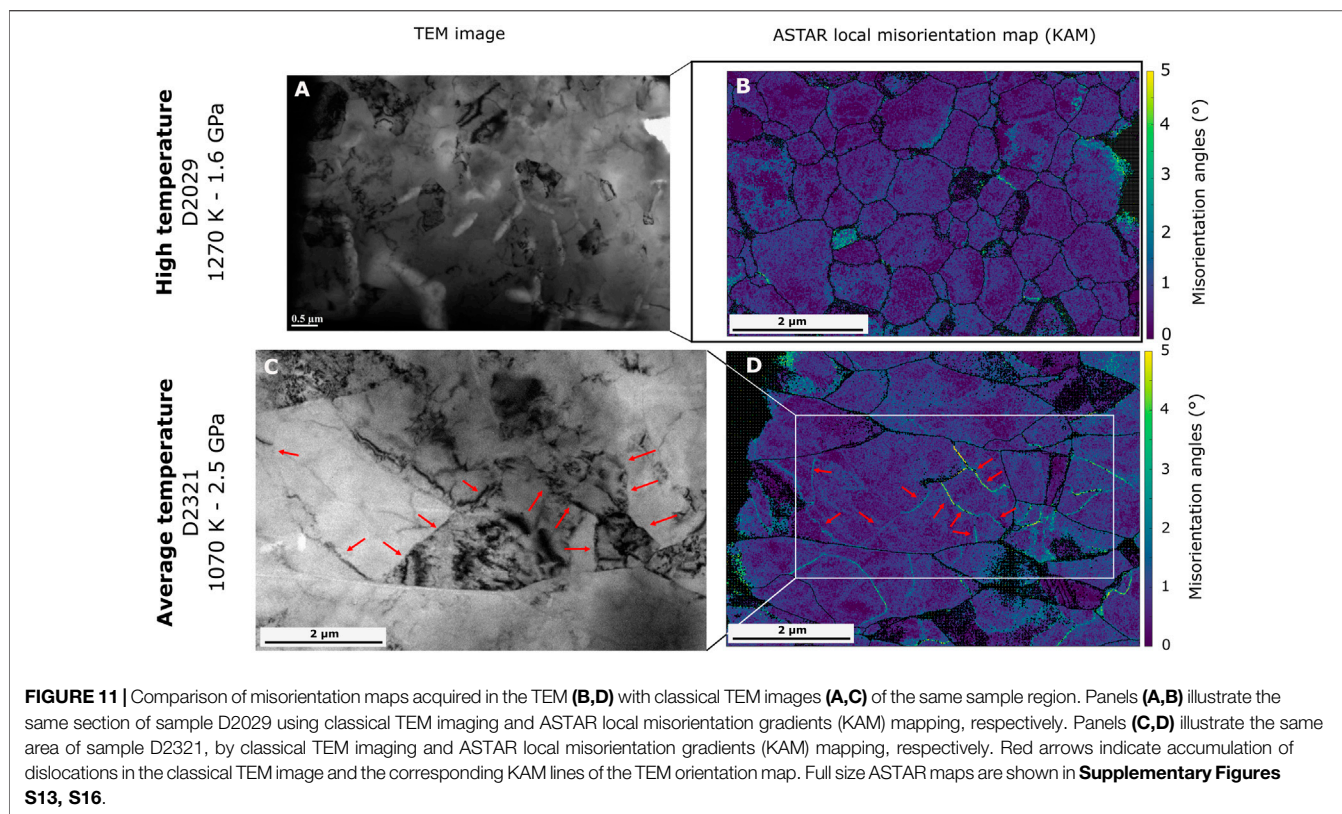 TEM image
ASTAR local misorientation map (KAM)
High temperature
D2029
1270 K - 1.6 GPa
A
0.5 µm
B
2 µm
5
4
3
2
1
0
Misorientation angles (°)
Average temperature
D2321
1070 K - 2.5 GPa
C
2 µm
D
2 µm
5
4
3
2
1
0
Misorientation angles (°)
FIGURE 11 | Comparison of misorientation maps acquired in the TEM (B,D) with classical TEM images (A,C) of the same sample region. Panels (A,B) illustrate the
same section of sample D2029 using classical TEM imaging and ASTAR local misorientation gradients (KAM) mapping, respectively. Panels (C,D) illustrate the same
area of sample D2321, by classical TEM imaging and ASTAR local misorientation gradients (KAM) mapping, respectively. Red arrows indicate accumulation of
dislocations in the classical TEM image and the corresponding KAM lines of the TEM orientation map. Full size ASTAR maps are shown in Supplementary Figures
S13, S16.